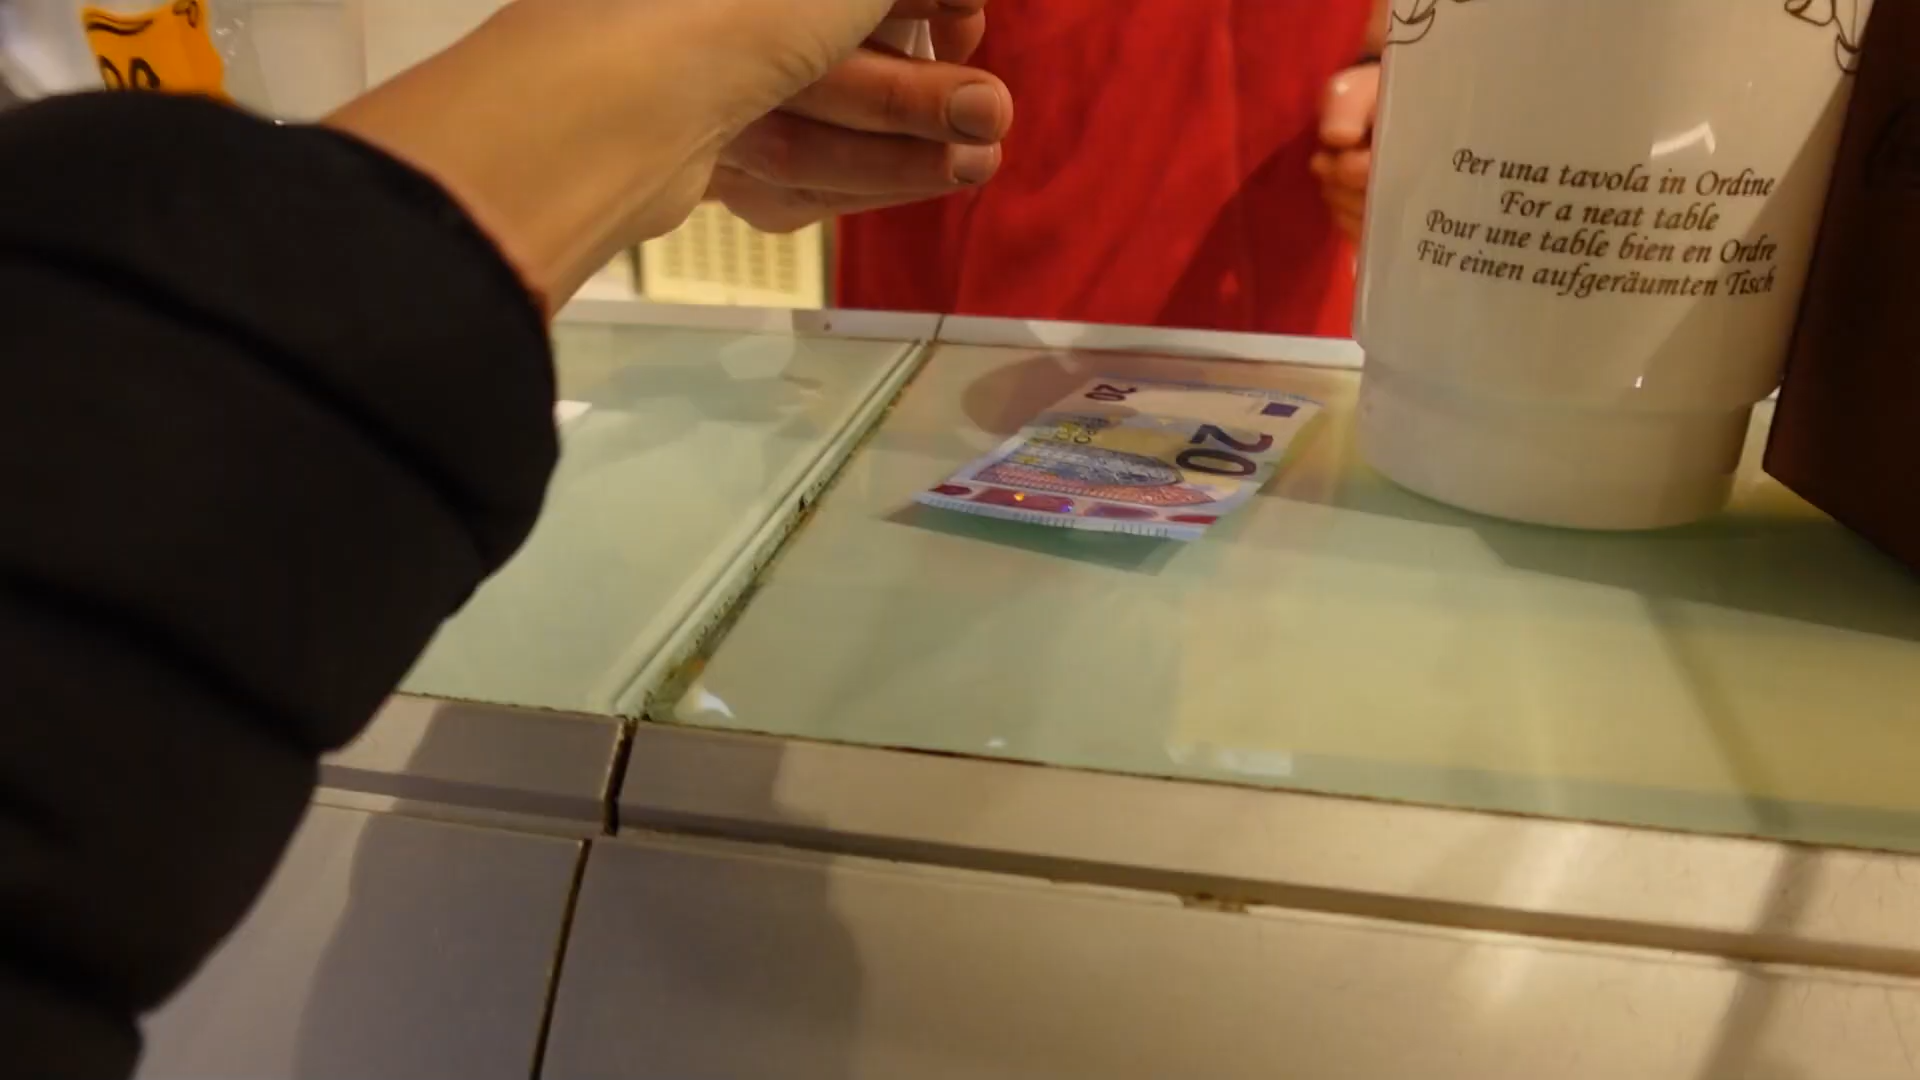 Per una tavola in Ordine
For a neat table
Pour une table bien en Ordre
Für einen aufgeräumten Tisch
20
20